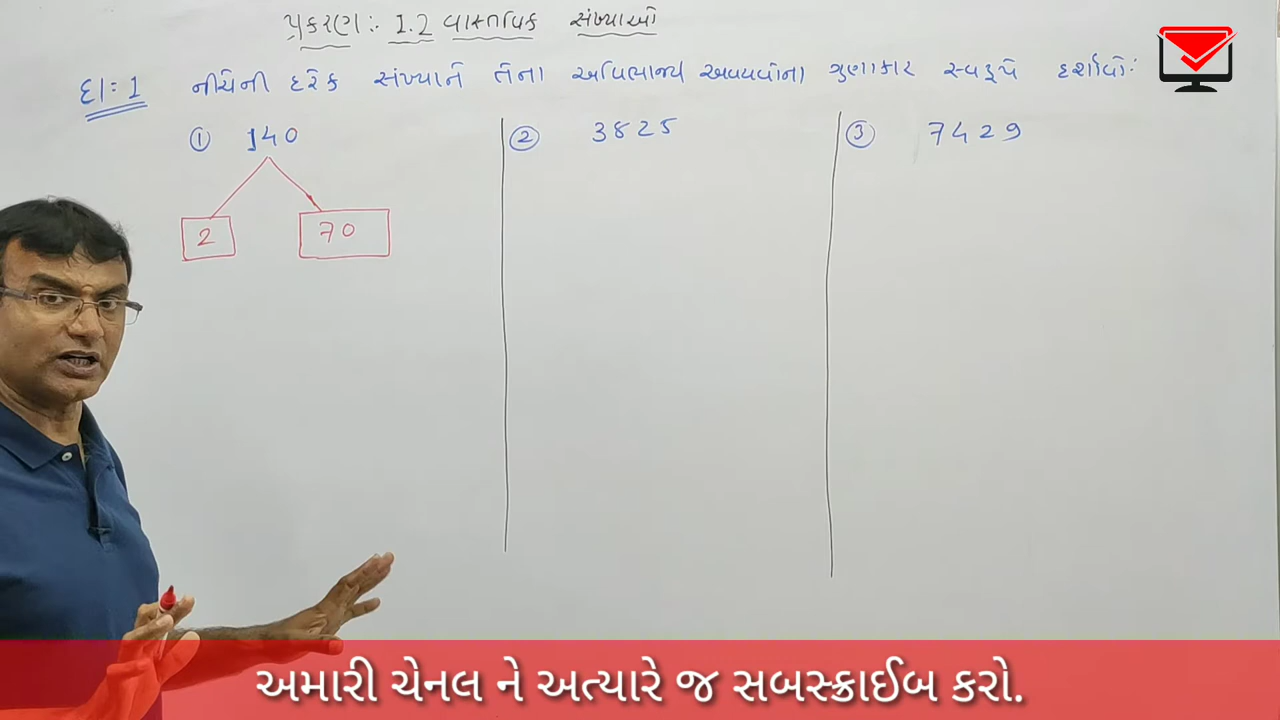 પ્રકરણ:- 1.2 વાસ્તવિક સંખ્યાઓ
દા: 1 નીચેની દરેક સંખ્યાને તેના અવિભાજ્ય અવયવોના ગુણાકાર સ્વરૂપે દર્શાવો:
① 140
② 3825
③ 7429
2
70
અમારી ચેનલ ને અત્યારે જ સબસ્ક્રાઈબ કરો.